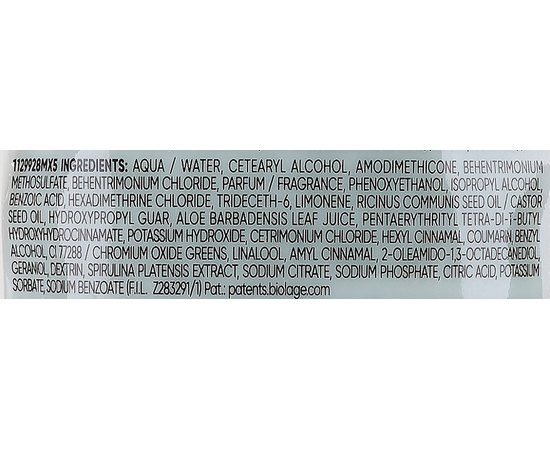 1129928MX5 INGREDIENTS: AQUA / WATER, CETEARYL ALCOHOL, AMODIMETHICONE, BEHENTRIMONIUM
METHOSULFATE, BEHENTRIMONIUM CHLORIDE, PARFUM / FRAGRANCE, PHENOXYETHANOL, ISOPROPYL ALCOHOL,
BENZOIC ACID, HEXADIMETHRINE CHLORIDE, TRIDECETH-6, LIMONENE, RICINUS COMMUNIS SEED OIL / CASTOR
SEED OIL, HYDROXYPROPYL GUAR, ALOE BARBADENSIS LEAF JUICE, PENTAERYTHRITYL TETRA-DI-T-BUTYL
HYDROXYHYDROCINNAMATE, POTASSIUM HYDROXIDE, CETRIMONIUM CHLORIDE, HEXYL CINNAMAL, COUMARIN, BENZYL
ALCOHOL, CI 77288 / CHROMIUM OXIDE GREENS, LINALOOL, AMYL CINNAMAL, 2-OLEAMIDO-1,3-OCTADECANEDIOL,
GERANIOL, DEXTRIN, SPIRULINA PLATENSIS EXTRACT, SODIUM CITRATE, SODIUM PHOSPHATE, CITRIC ACID, POTASSIUM
SORBATE, SODIUM BENZOATE (F.I.L. Z283291/1) Pat.: patents.biolage.com